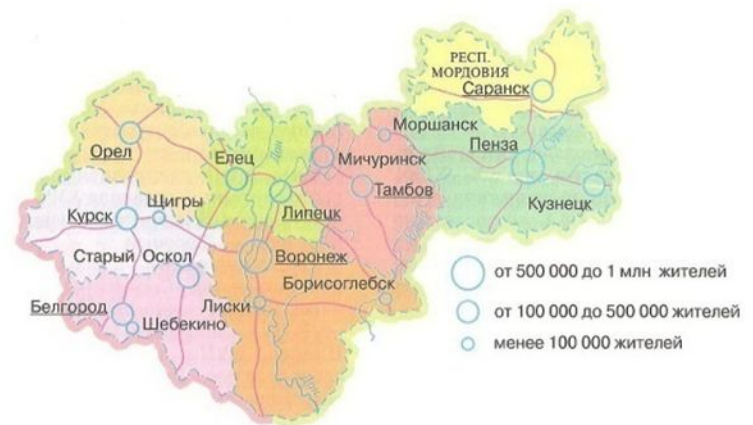 РЕСП.
МОРДОВИЯ
Саранск
Моршанск
Пенза
Сура
Орел
Елец
Дон
Мичуринск
Тамбов
Кузнецк
Щигры
Курск
Липецк
Старый Оскол
Воронеж
Борисоглебск
Белгород
Лиски
Шебекино
Дон
от 500 000 до 1 млн жителей
от 100 000 до 500 000 жителей
менее 100 000 жителей